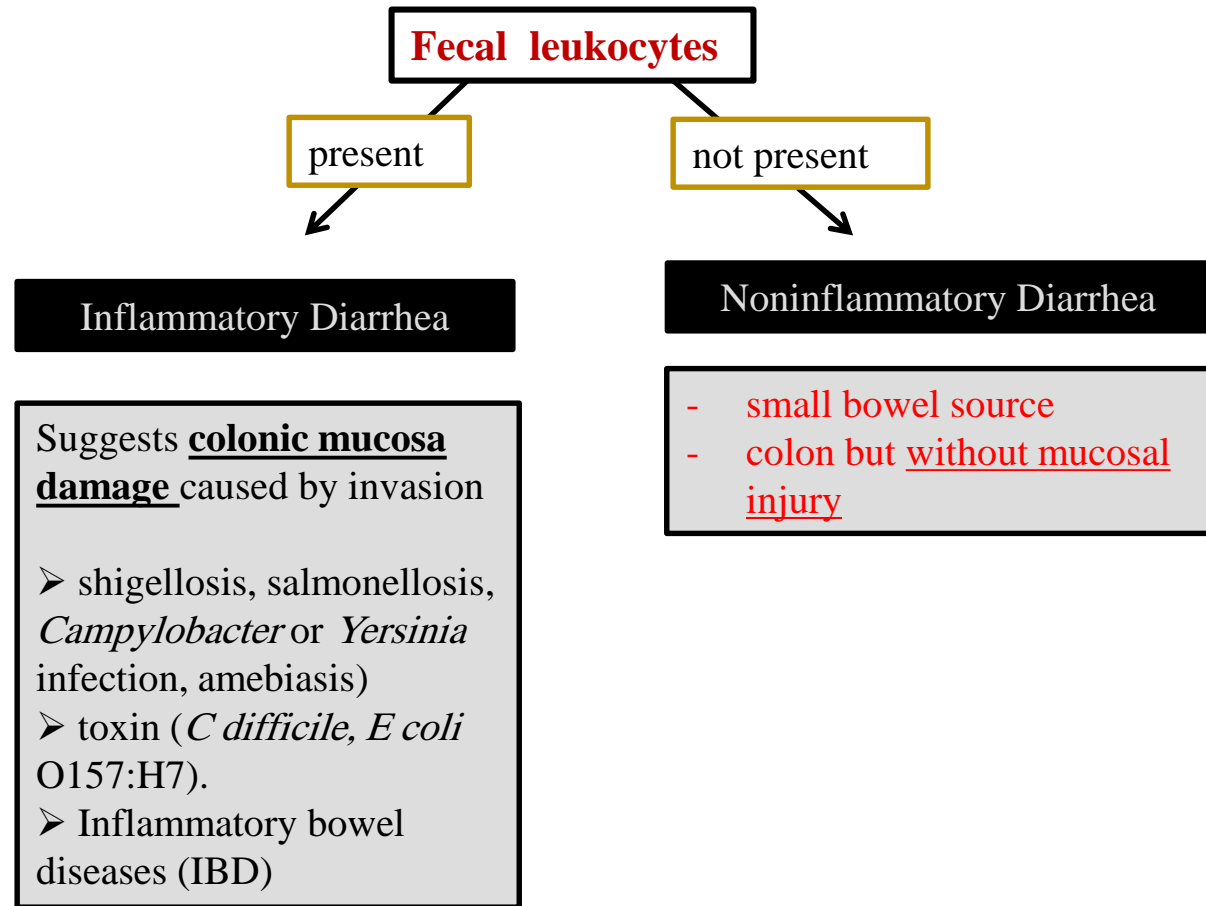 Fecal leukocytes
present
not present
Inflammatory Diarrhea
Noninflammatory Diarrhea
Suggests colonic mucosa
damage caused by invasion
➤ shigellosis, salmonellosis,
Campylobacter or Yersinia
infection, amebiasis)
➤ toxin (C difficile, E coli
O157:H7).
➤ Inflammatory bowel
diseases (IBD)
- small bowel source
- colon but without mucosal
injury